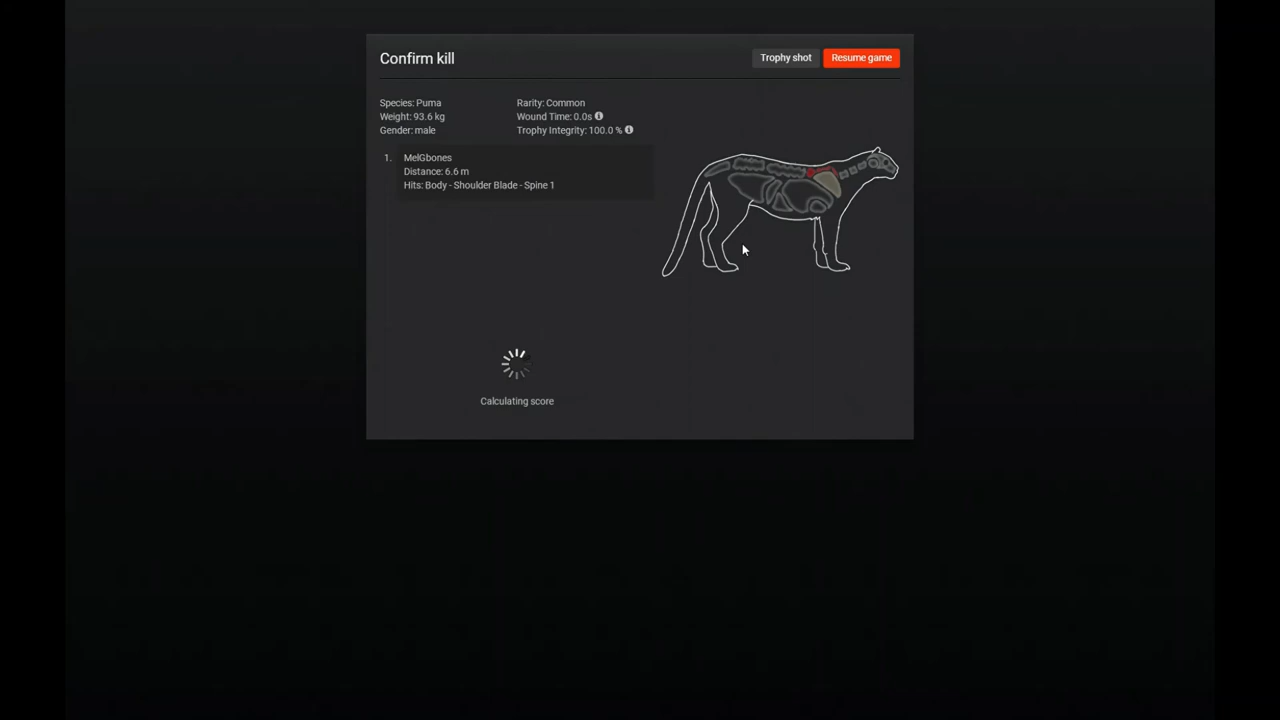 Confirm kill
Trophy shot
Resume game
Species: Puma
Rarity: Common
Weight: 93.6 kg
Wound Time: 0.0s
Gender: male
Trophy Integrity: 100.0 %
1.
MelGbones
Distance: 6.6 m
Hits: Body - Shoulder Blade - Spine 1
Calculating score